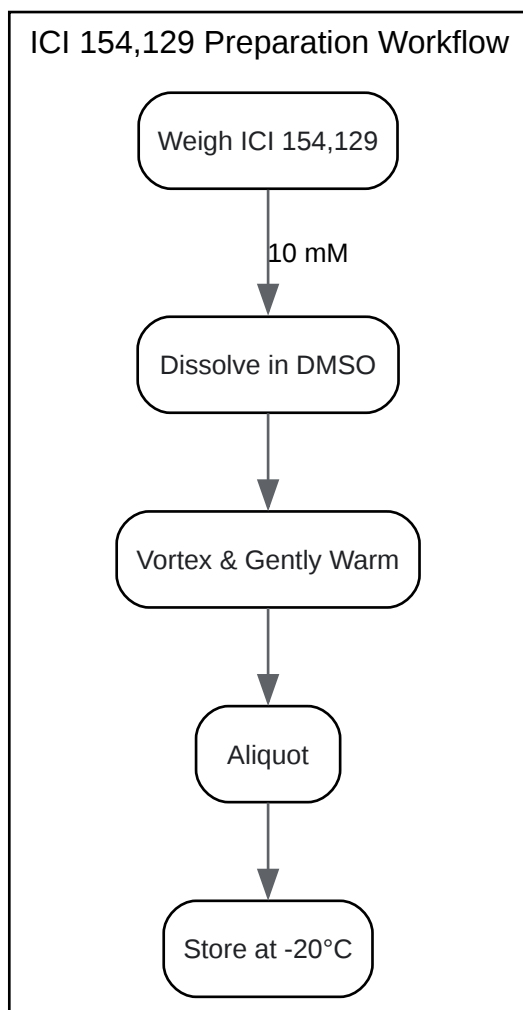 ICI 154,129 Preparation Workflow
Weigh ICI 154,129
10 mM
Dissolve in DMSO
Vortex & Gently Warm
Aliquot
Store at -20°C